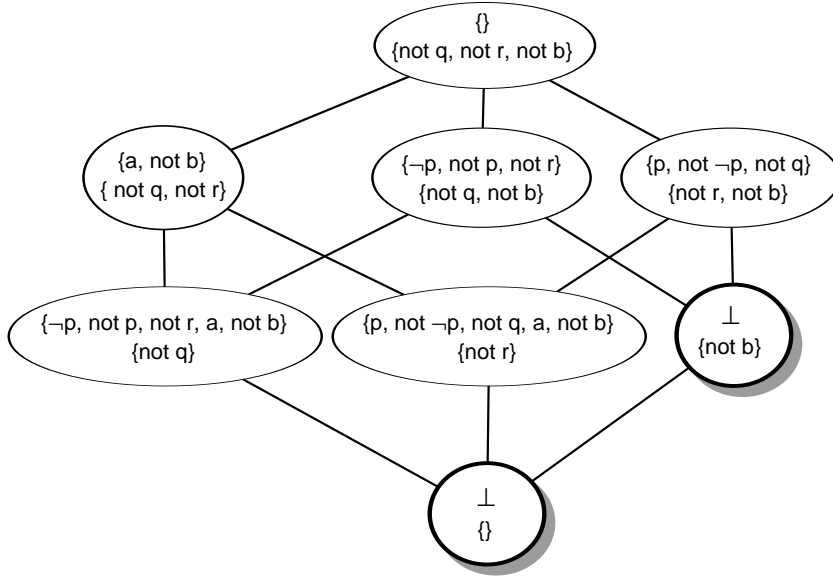 {}
{not q, not r, not b}
{a, not b}
{ not q, not r}
{¬p, not p, not r}
{not q, not b}
{p, not ¬p, not q}
{not r, not b}
{¬p, not p, not r, a, not b}
{not q}
{p, not ¬p, not q, a, not b}
{not r}
⊥
{not b}
⊥
{}